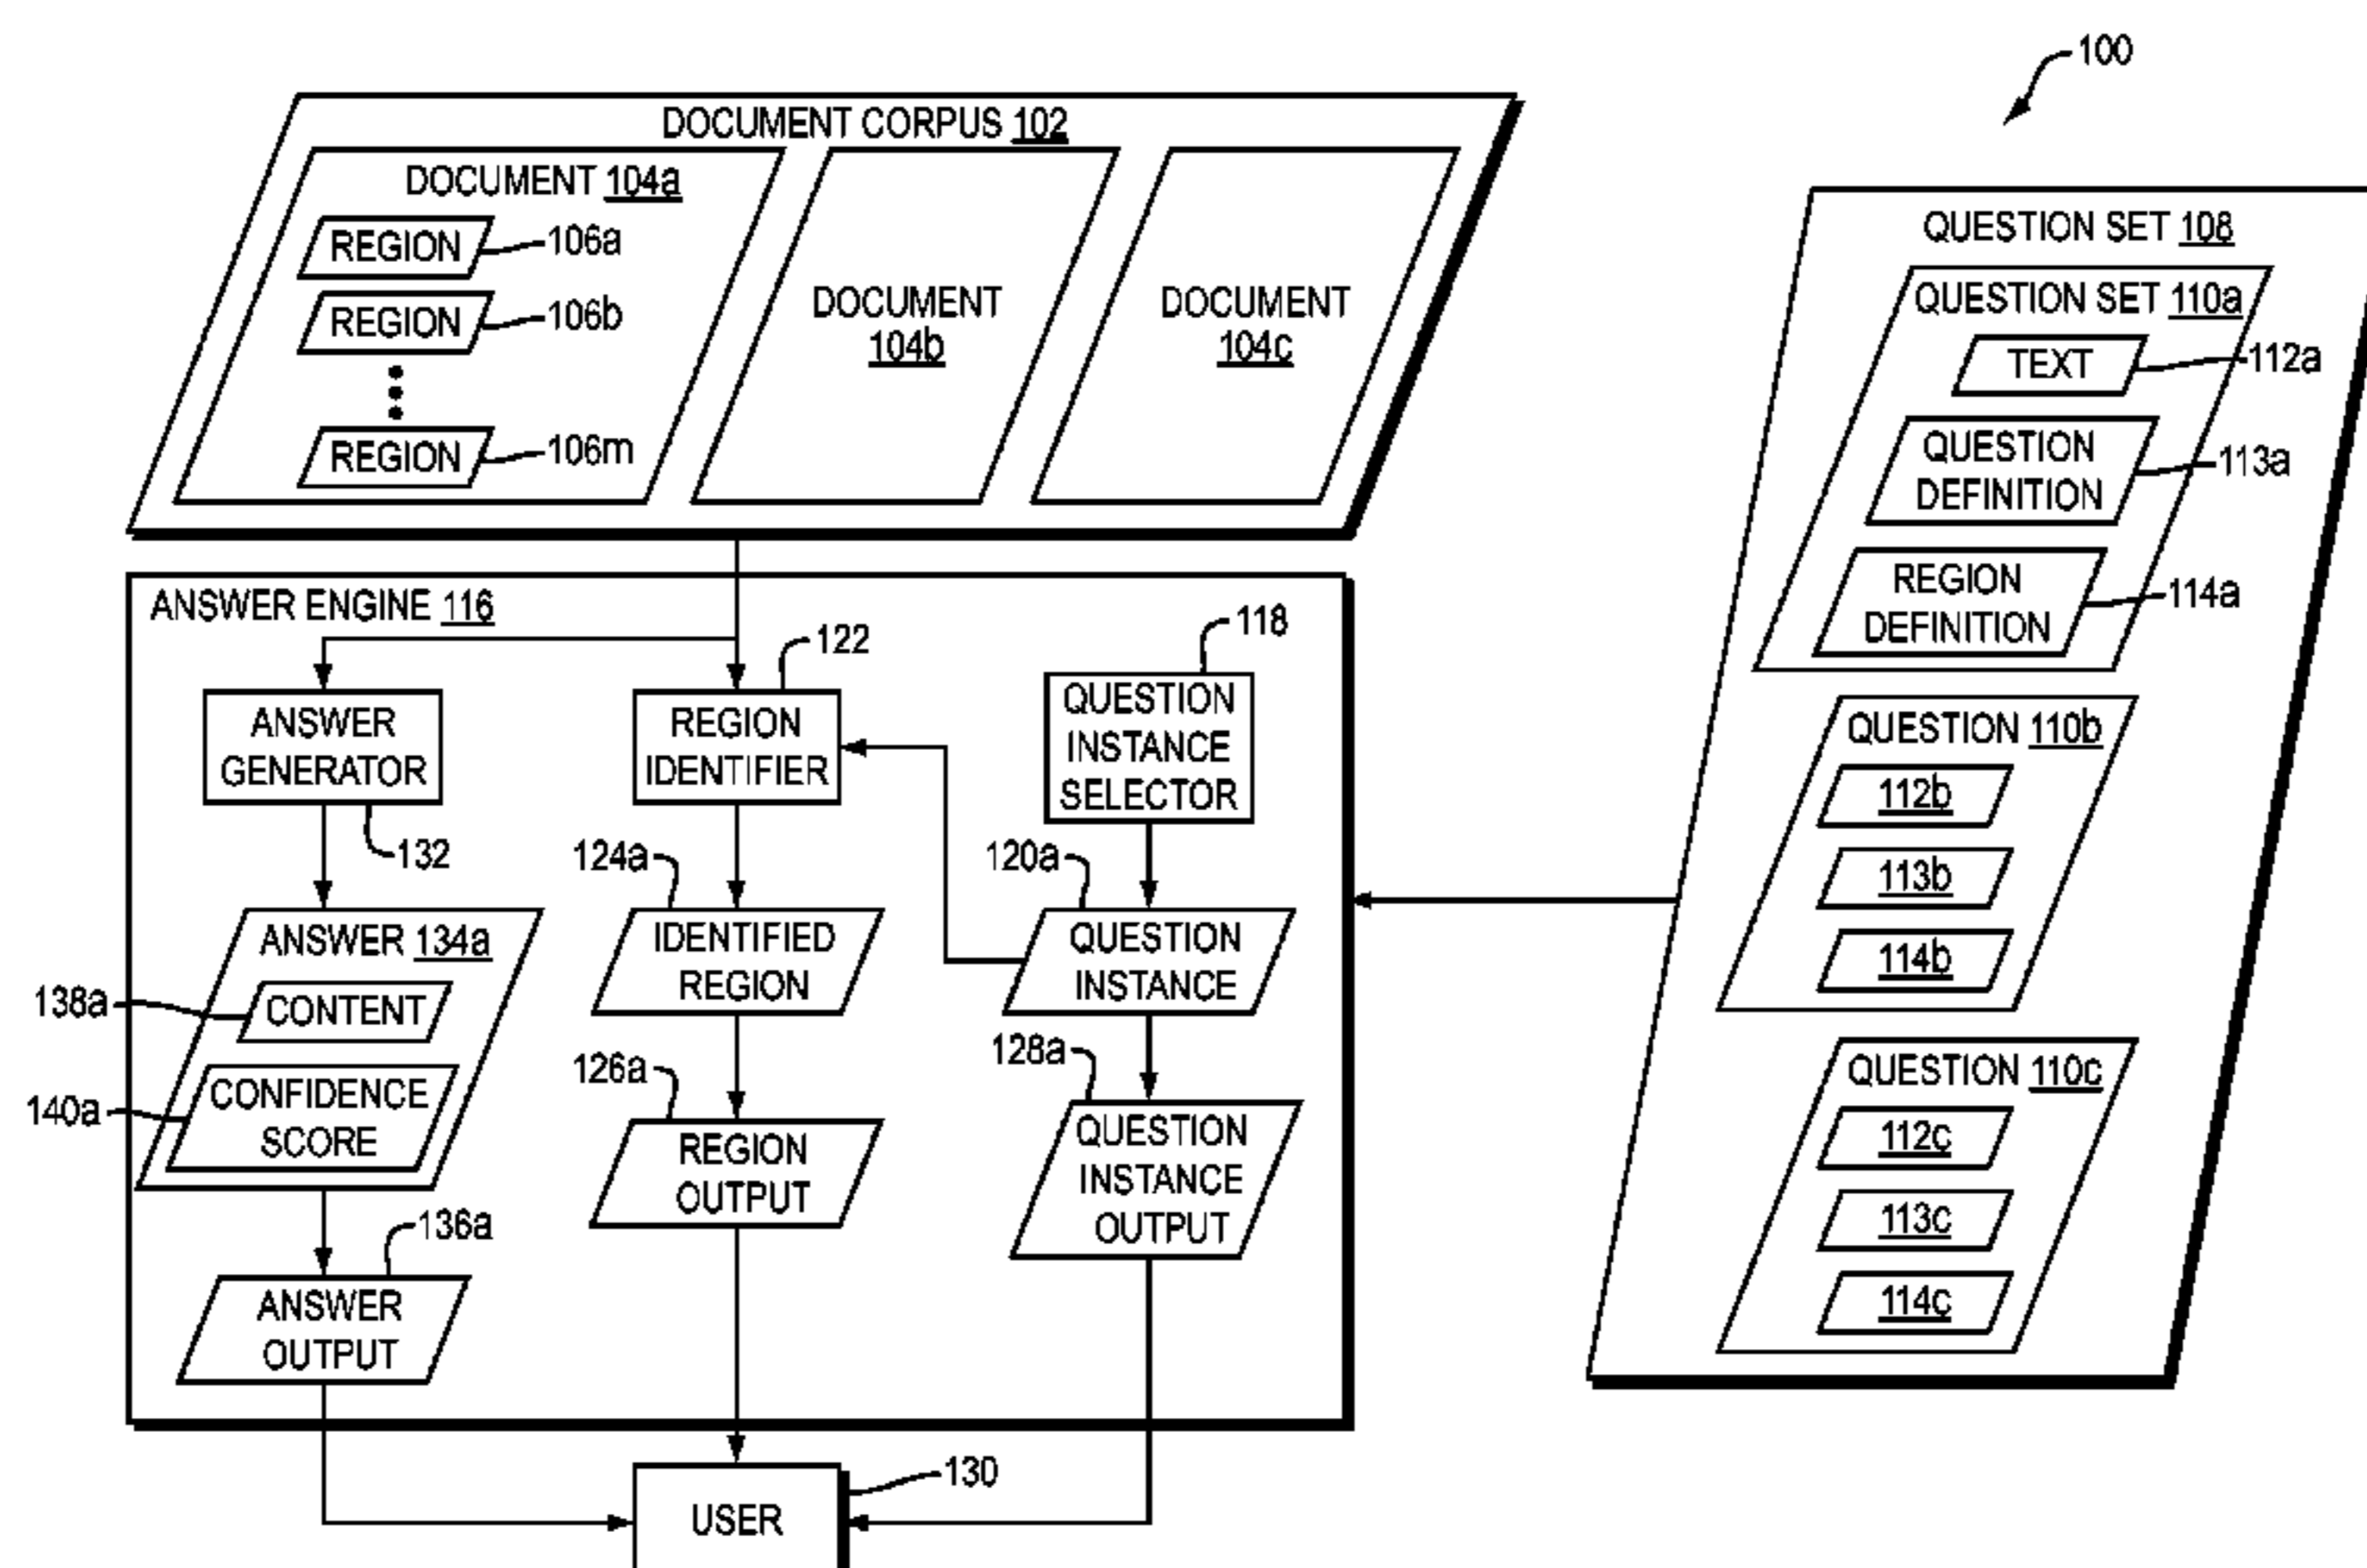 100
DOCUMENT CORPUS 102
DOCUMENT 104a
REGION
106a
REGION
106b
REGION
106m
DOCUMENT
104b
DOCUMENT
104c
QUESTION SET 108
QUESTION SET 110a
TEXT
112a
QUESTION
DEFINITION
113a
REGION
DEFINITION
114a
QUESTION 110b
112b
113b
114b
QUESTION 110c
112c
113c
114c
ANSWER ENGINE 116
ANSWER
GENERATOR
132
122
REGION
IDENTIFIER
118
QUESTION
INSTANCE
SELECTOR
ANSWER 134a
138a
CONTENT
140a
CONFIDENCE
SCORE
124a
IDENTIFIED
REGION
120a
QUESTION
INSTANCE
126a
REGION
OUTPUT
128a
QUESTION
INSTANCE
OUTPUT
136a
ANSWER
OUTPUT
USER
130